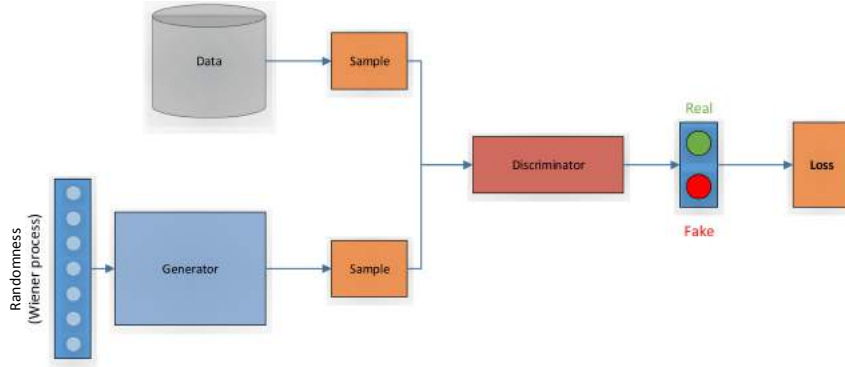 Data
Sample
Real
Discriminator
Loss
Fake
Randomness
(Wiener process)
Generator
Sample